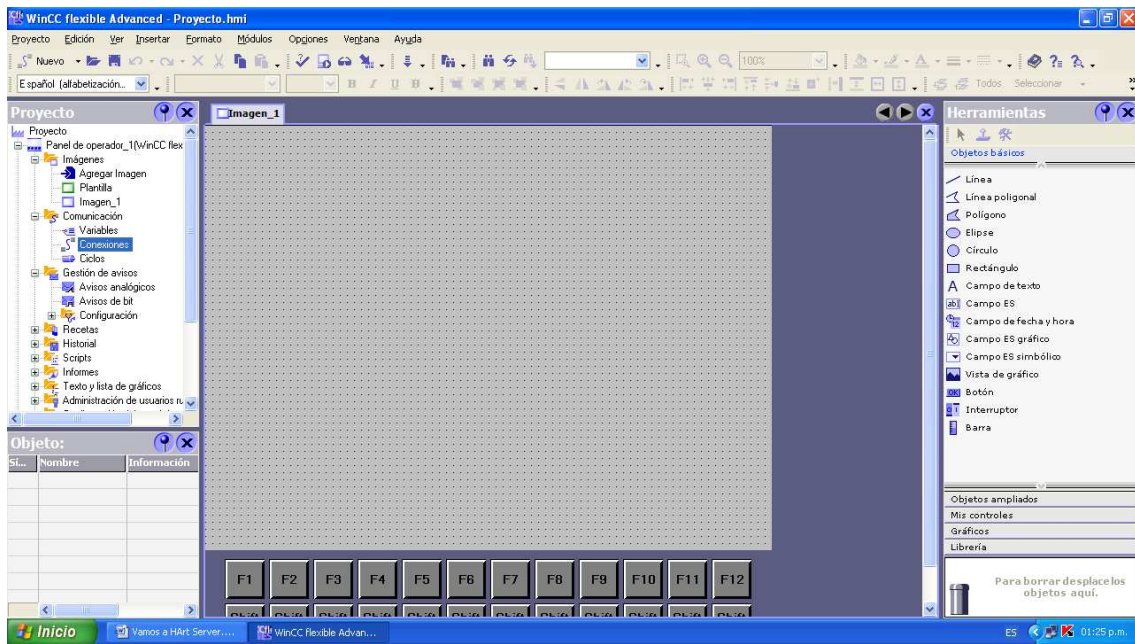 WinCC flexible Advanced - Proyecto.hmi
Proyecto Edición Ver Insertar Formato Módulos Opciones Ventana Ayuda
Nuevo 100%
Español (alfabetización... B I U Todos Seleccionar
Proyecto
Proyecto
Panel de operador_1(WinCC flex
Imágenes
Agregar Imagen
Plantilla
Imagen_1
Comunicación
Variables
Conexiones
Ciclos
Gestión de avisos
Avisos analógicos
Avisos de bit
Configuración
Recetas
Historial
Scripts
Informes
Texto y lista de gráficos
Administración de usuarios ru
Objeto:
Sí... Nombre Información
Imagen_1
F1 F2 F3 F4 F5 F6 F7 F8 F9 F10 F11 F12
Herramientas
Objetos básicos
Línea
Línea poligonal
Polígono
Elipse
Círculo
Rectángulo
A Campo de texto
ab Campo ES
12 Campo de fecha y hora
Campo ES gráfico
Campo ES simbólico
Vista de gráfico
OK Botón
Interruptor
Barra
Objetos ampliados
Mis controles
Gráficos
Librería
Para borrar desplace los
objetos aquí.
Inicio Vamos a HArt Server.... WinCC flexible Advan... ES 01:25 p.m.